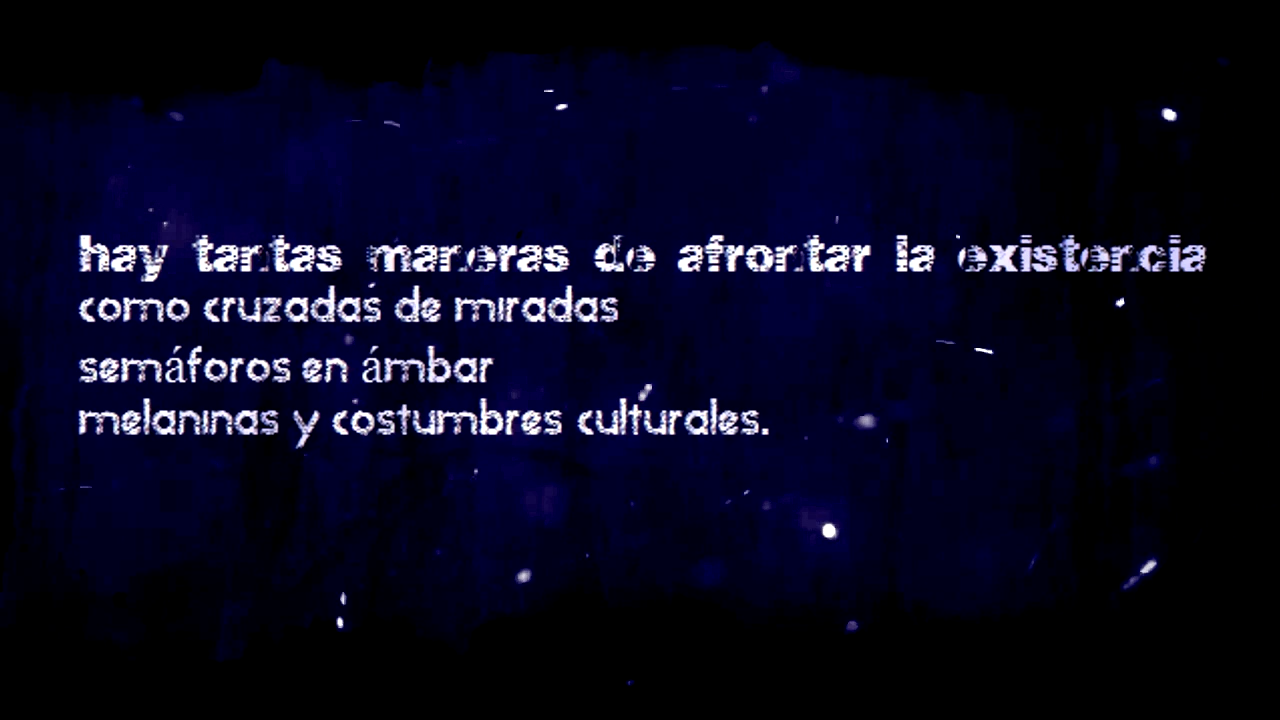 hay tantas maneras de afrontar la existencia
como cruzadas de miradas
semáforos en ámbar
melaninas y costumbres culturales.